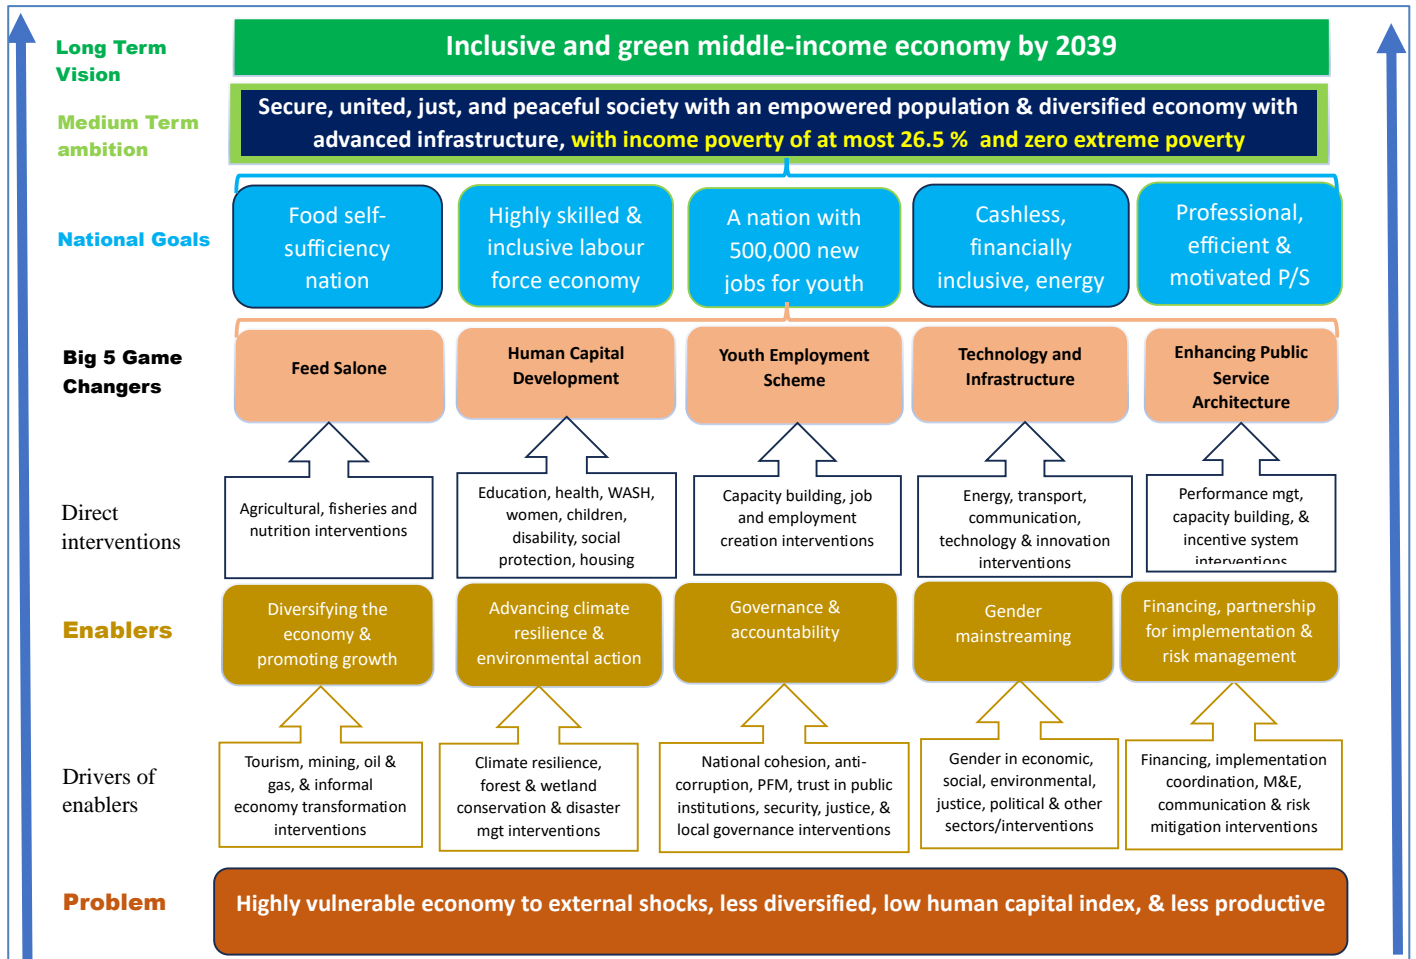 Long Term
Vision
Inclusive and green middle-income economy by 2039
Medium Term
ambition
Secure, united, just, and peaceful society with an empowered population & diversified economy with
advanced infrastructure, with income poverty of at most 26.5 % and zero extreme poverty
National Goals
Food self-
sufficiency
nation
Highly skilled &
inclusive labour
force economy
A nation with
500,000 new
jobs for youth
Cashless,
financially
inclusive, energy
Professional,
efficient &
motivated P/S
Big 5 Game
Changers
Feed Salone
Human Capital
Development
Youth Employment
Scheme
Technology and
Infrastructure
Enhancing Public
Service
Architecture
Direct
interventions
Agricultural, fisheries and
nutrition interventions
Education, health, WASH,
women, children,
disability, social
protection, housing
Capacity building, job
and employment
creation interventions
Energy, transport,
communication,
technology & innovation
interventions
Performance mgt,
capacity building, &
incentive system
interventions
Enablers
Diversifying the
economy &
promoting growth
Advancing climate
resilience &
environmental action
Governance &
accountability
Gender
mainstreaming
Financing, partnership
for implementation &
risk management
Drivers of
enablers
Tourism, mining, oil &
gas, & informal
economy transformation
interventions
Climate resilience,
forest & wetland
conservation & disaster
mgt interventions
National cohesion, anti-
corruption, PFM, trust in public
institutions, security, justice, &
local governance interventions
Gender in economic,
social, environmental,
justice, political & other
sectors/interventions
Financing, implementation
coordination, M&E,
communication & risk
mitigation interventions
Problem
Highly vulnerable economy to external shocks, less diversified, low human capital index, & less productive